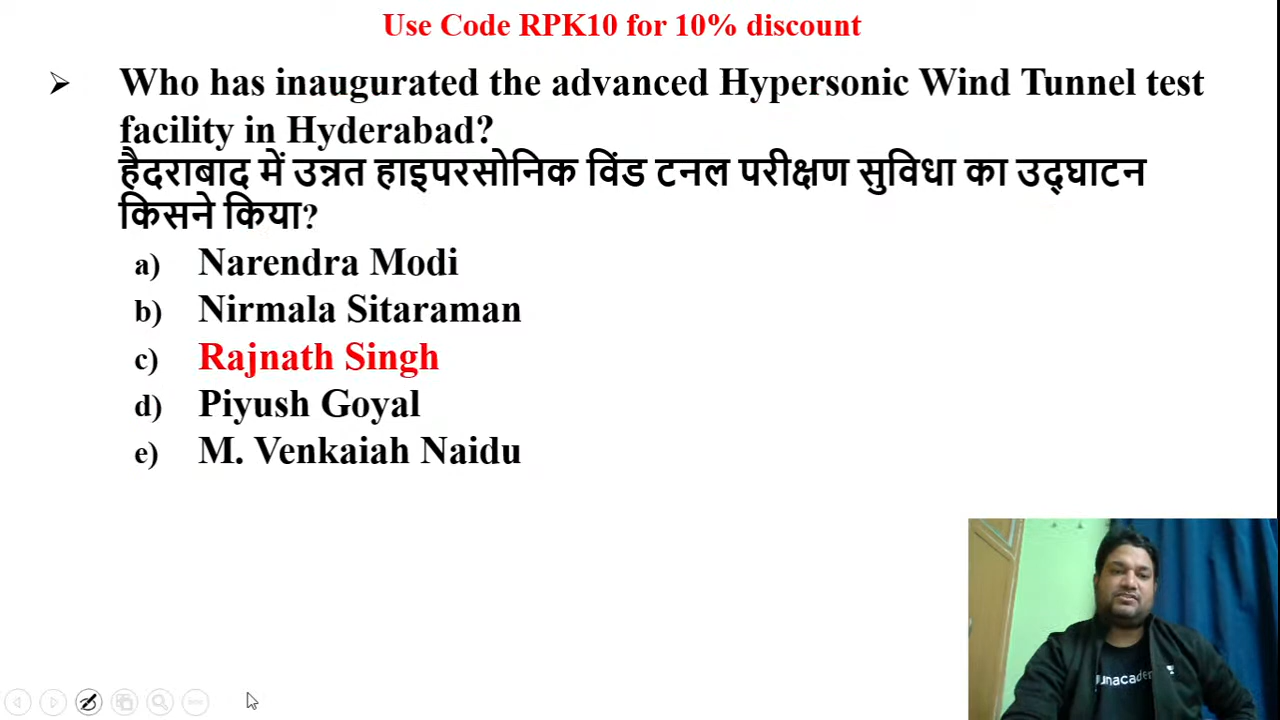 Use Code RPK10 for 10% discount
➢ Who has inaugurated the advanced Hypersonic Wind Tunnel test
facility in Hyderabad?
हैदराबाद में उन्नत हाइपरसोनिक विंड टनल परीक्षण सुविधा का उद्घाटन
किसने किया?
a) Narendra Modi
b) Nirmala Sitaraman
c) Rajnath Singh
d) Piyush Goyal
e) M. Venkaiah Naidu
unacade